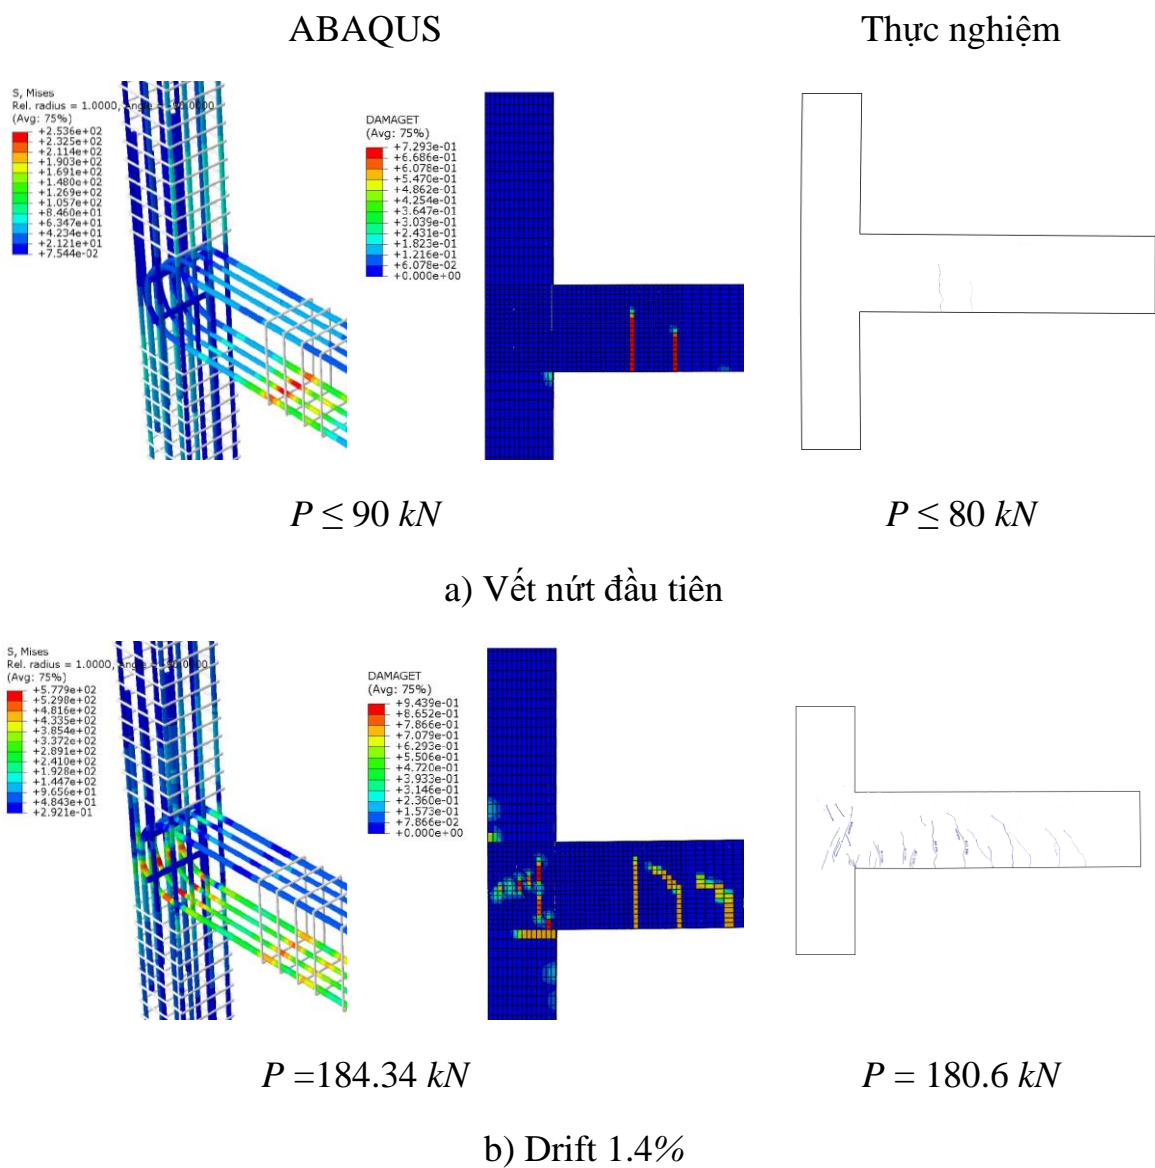 ABAQUS
Thực nghiệm
S, Mises
Rel. radius = 1.0000, Angle =
(Avg: 75%)
+2.536e+02
+2.325e+02
+2.114e+02
+1.903e+02
+1.691e+02
+1.480e+02
+1.269e+02
+1.057e+02
+8.460e+01
+6.347e+01
+4.234e+01
+2.121e+01
+7.544e-02
DAMAGET
(Avg: 75%)
+7.293e-01
+6.686e-01
+6.078e-01
+5.470e-01
+4.862e-01
+4.254e-01
+3.647e-01
+3.039e-01
+2.431e-01
+1.823e-01
+1.216e-01
+6.078e-02
+0.000e+00
P ≤ 90 kN
P ≤ 80 kN
a) Vết nứt đầu tiên
S, Mises
Rel. radius = 1.0000,
(Avg: 75%)
+5.779e+02
+5.298e+02
+4.816e+02
+4.335e+02
+3.854e+02
+3.372e+02
+2.891e+02
+2.410e+02
+1.928e+02
+1.447e+02
+9.656e+01
+4.843e+01
+2.921e-01
DAMAGET
(Avg: 75%)
+9.439e-01
+8.652e-01
+7.866e-01
+7.079e-01
+6.293e-01
+5.506e-01
+4.720e-01
+3.933e-01
+3.146e-01
+2.360e-01
+1.573e-01
+7.866e-02
+0.000e+00
P =184.34 kN
P = 180.6 kN
b) Drift 1.4%